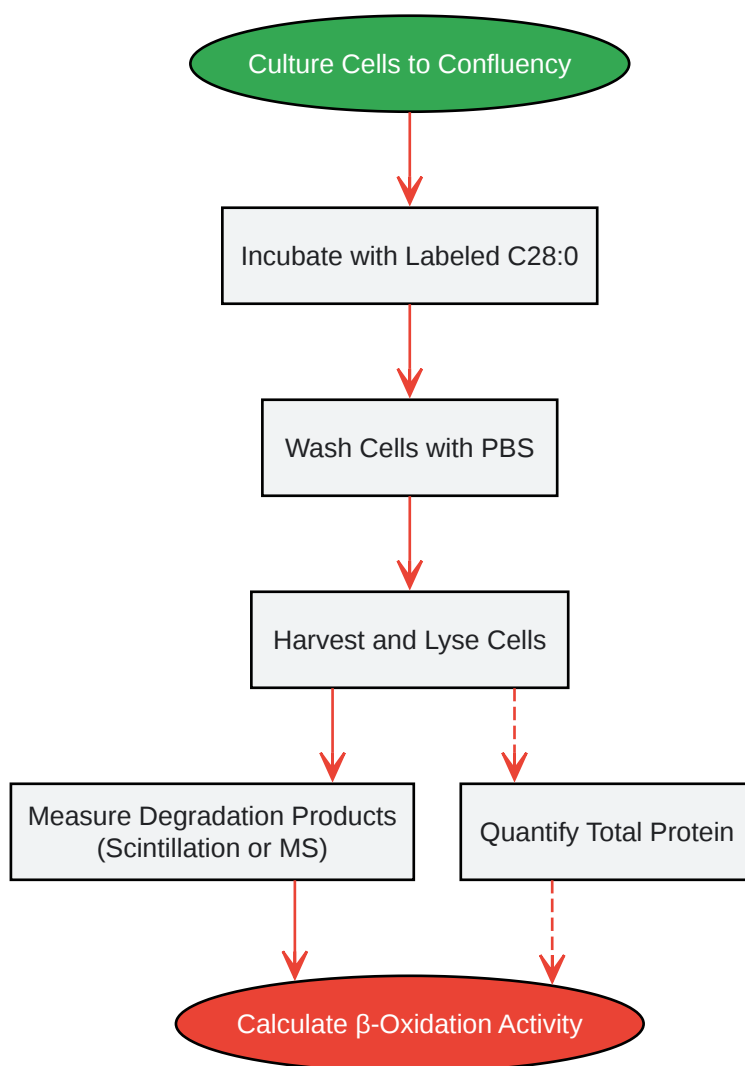 Culture Cells to Confluency
Incubate with Labeled C28:0
Wash Cells with PBS
Harvest and Lyse Cells
Measure Degradation Products
(Scintillation or MS)
Quantify Total Protein
Calculate β-Oxidation Activity